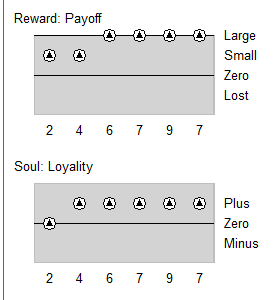 Reward: Payoff
Large
Small
Zero
Lost
2 4 6 7 9 7
Soul: Loyality
Plus
Zero
Minus
2 4 6 7 9 7